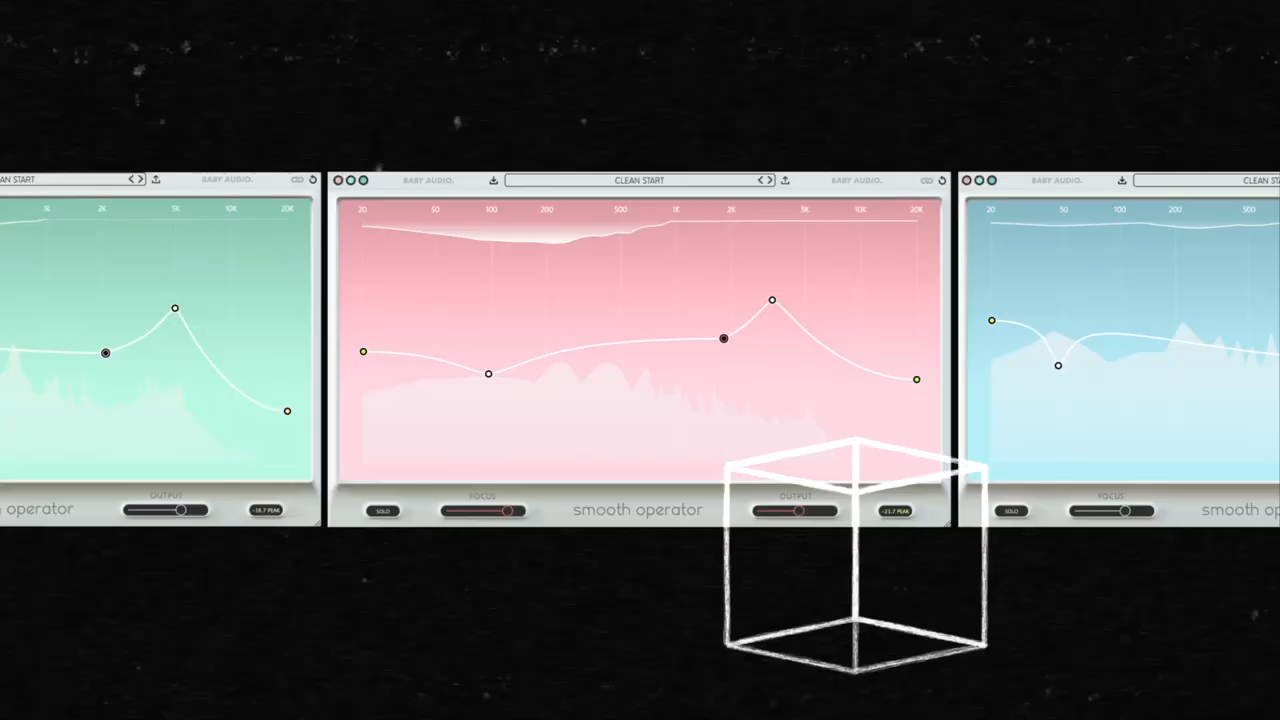 AN START
BABY AUDIO.
1K 2K 5K 10K 20K
OUTPUT
operator
-16.7 PEAK
BABY AUDIO.
CLEAN START
BABY AUDIO.
20 50 100 200 500 1K 2K 5K 10K 20K
FOCUS
OUTPUT
SOLO
smooth operator
-21.7 PEAK
BABY AUDIO.
CLEAN STA
20 50 100 200 500
FOCUS
SOLO
smooth op